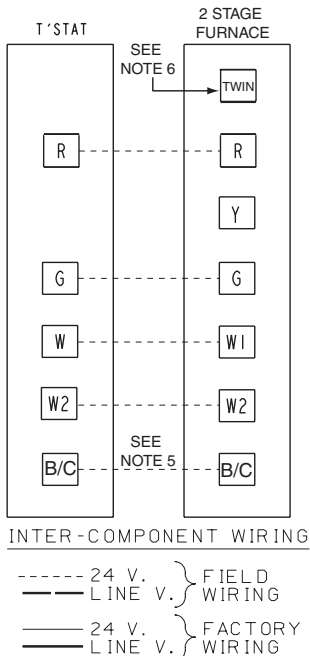 T'STAT
2 STAGE
FURNACE
SEE
NOTE 6
TWIN
R R
Y
G G
W W1
W2 W2
SEE
NOTE 5
B/C B/C
INTER-COMPONENT WIRING
24 V.
LINE V.
FIELD
WIRING
24 V.
LINE V.
FACTORY
WIRING